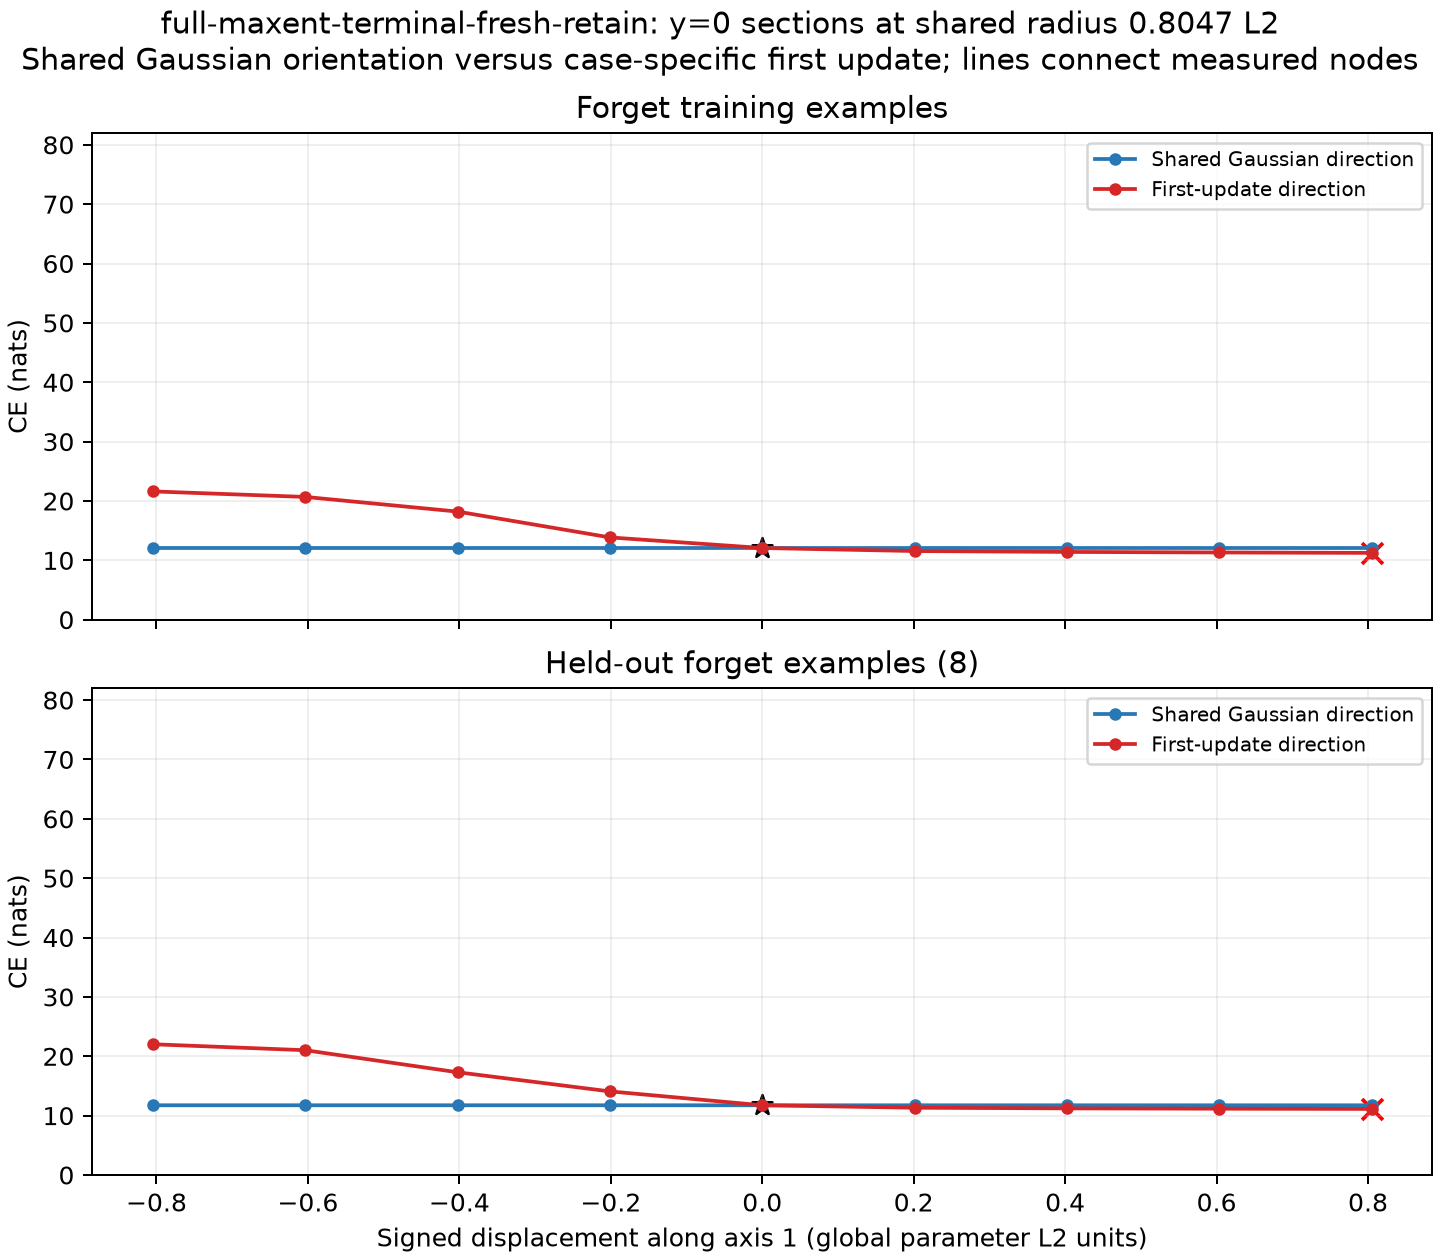 full-maxent-terminal-fresh-retain: y=0 sections at shared radius 0.8047 L2
Shared Gaussian orientation versus case-specific first update; lines connect measured nodes
Forget training examples
80
70
60
50
40
30
20
10
0
CE (nats)
Shared Gaussian direction
First-update direction
Held-out forget examples (8)
80
70
60
50
40
30
20
10
0
CE (nats)
Shared Gaussian direction
First-update direction
−0.8 −0.6 −0.4 −0.2 0.0 0.2 0.4 0.6 0.8
Signed displacement along axis 1 (global parameter L2 units)